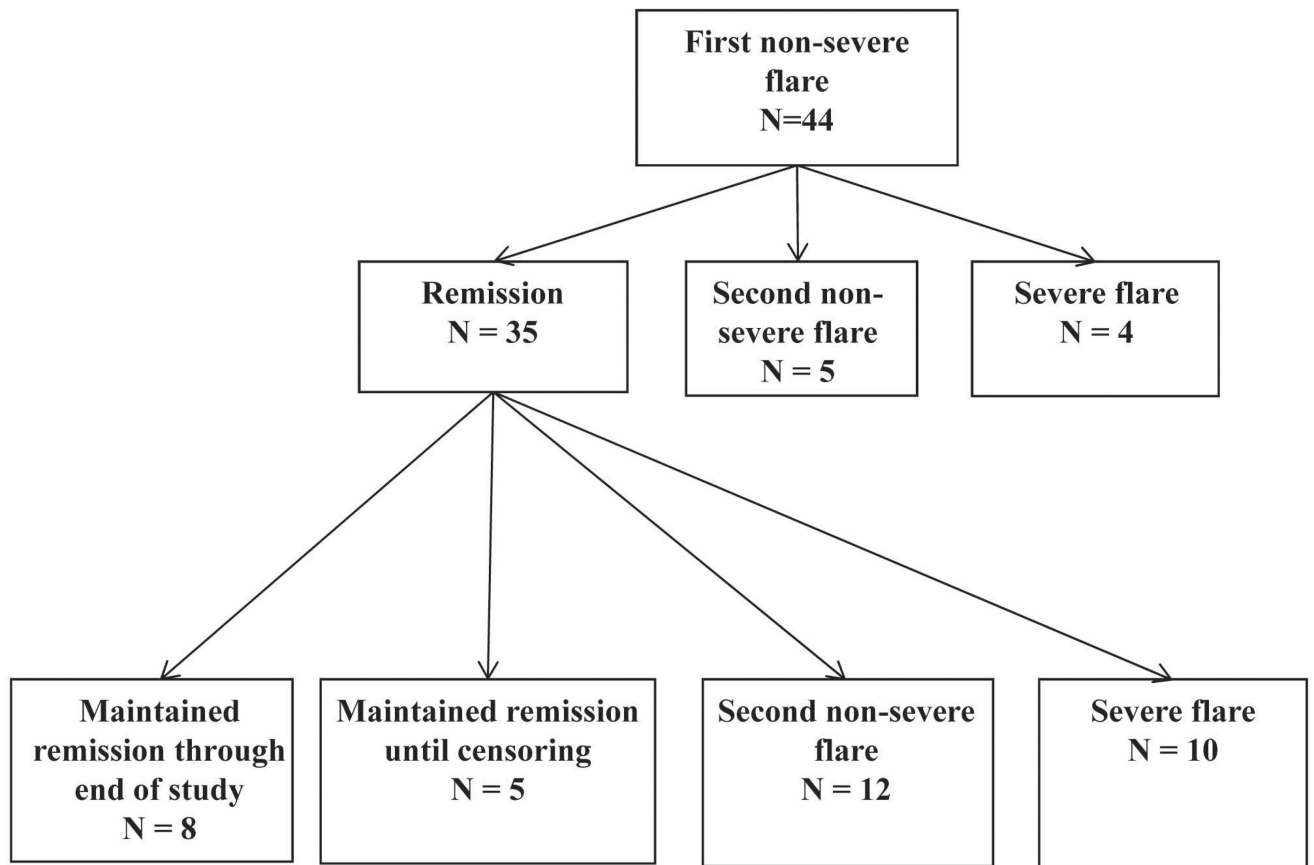 First non-severe
flare
N=44
Remission
N = 35
Second non-
severe flare
N = 5
Severe flare
N = 4
Maintained
remission through
end of study
N = 8
Maintained remission
until censoring
N = 5
Second non-severe
flare
N = 12
Severe flare
N = 10